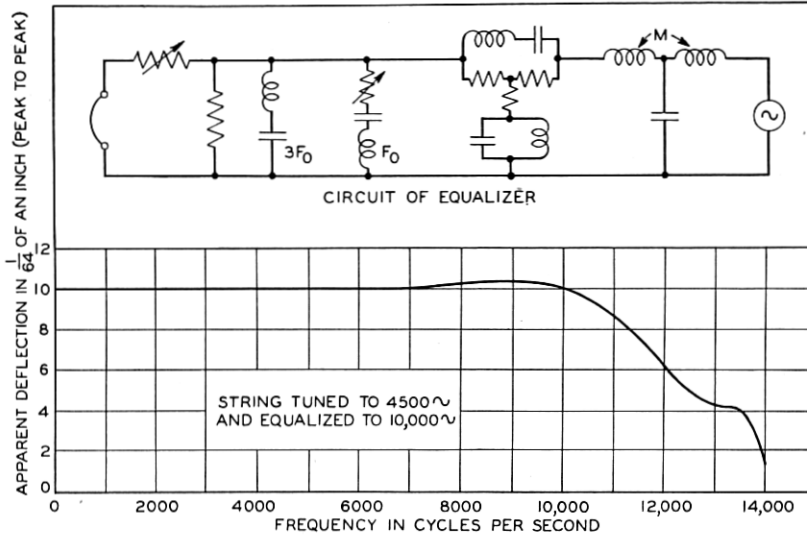 M
3F₀
F₀
CIRCUIT OF EQUALIZER
APPARENT DEFLECTION IN 1/64 OF AN INCH (PEAK TO PEAK)
12
10
8
6
4
2
0
STRING TUNED TO 4500~
AND EQUALIZED TO 10,000~
0 2000 4000 6000 8000 10,000 12,000 14,000
FREQUENCY IN CYCLES PER SECOND